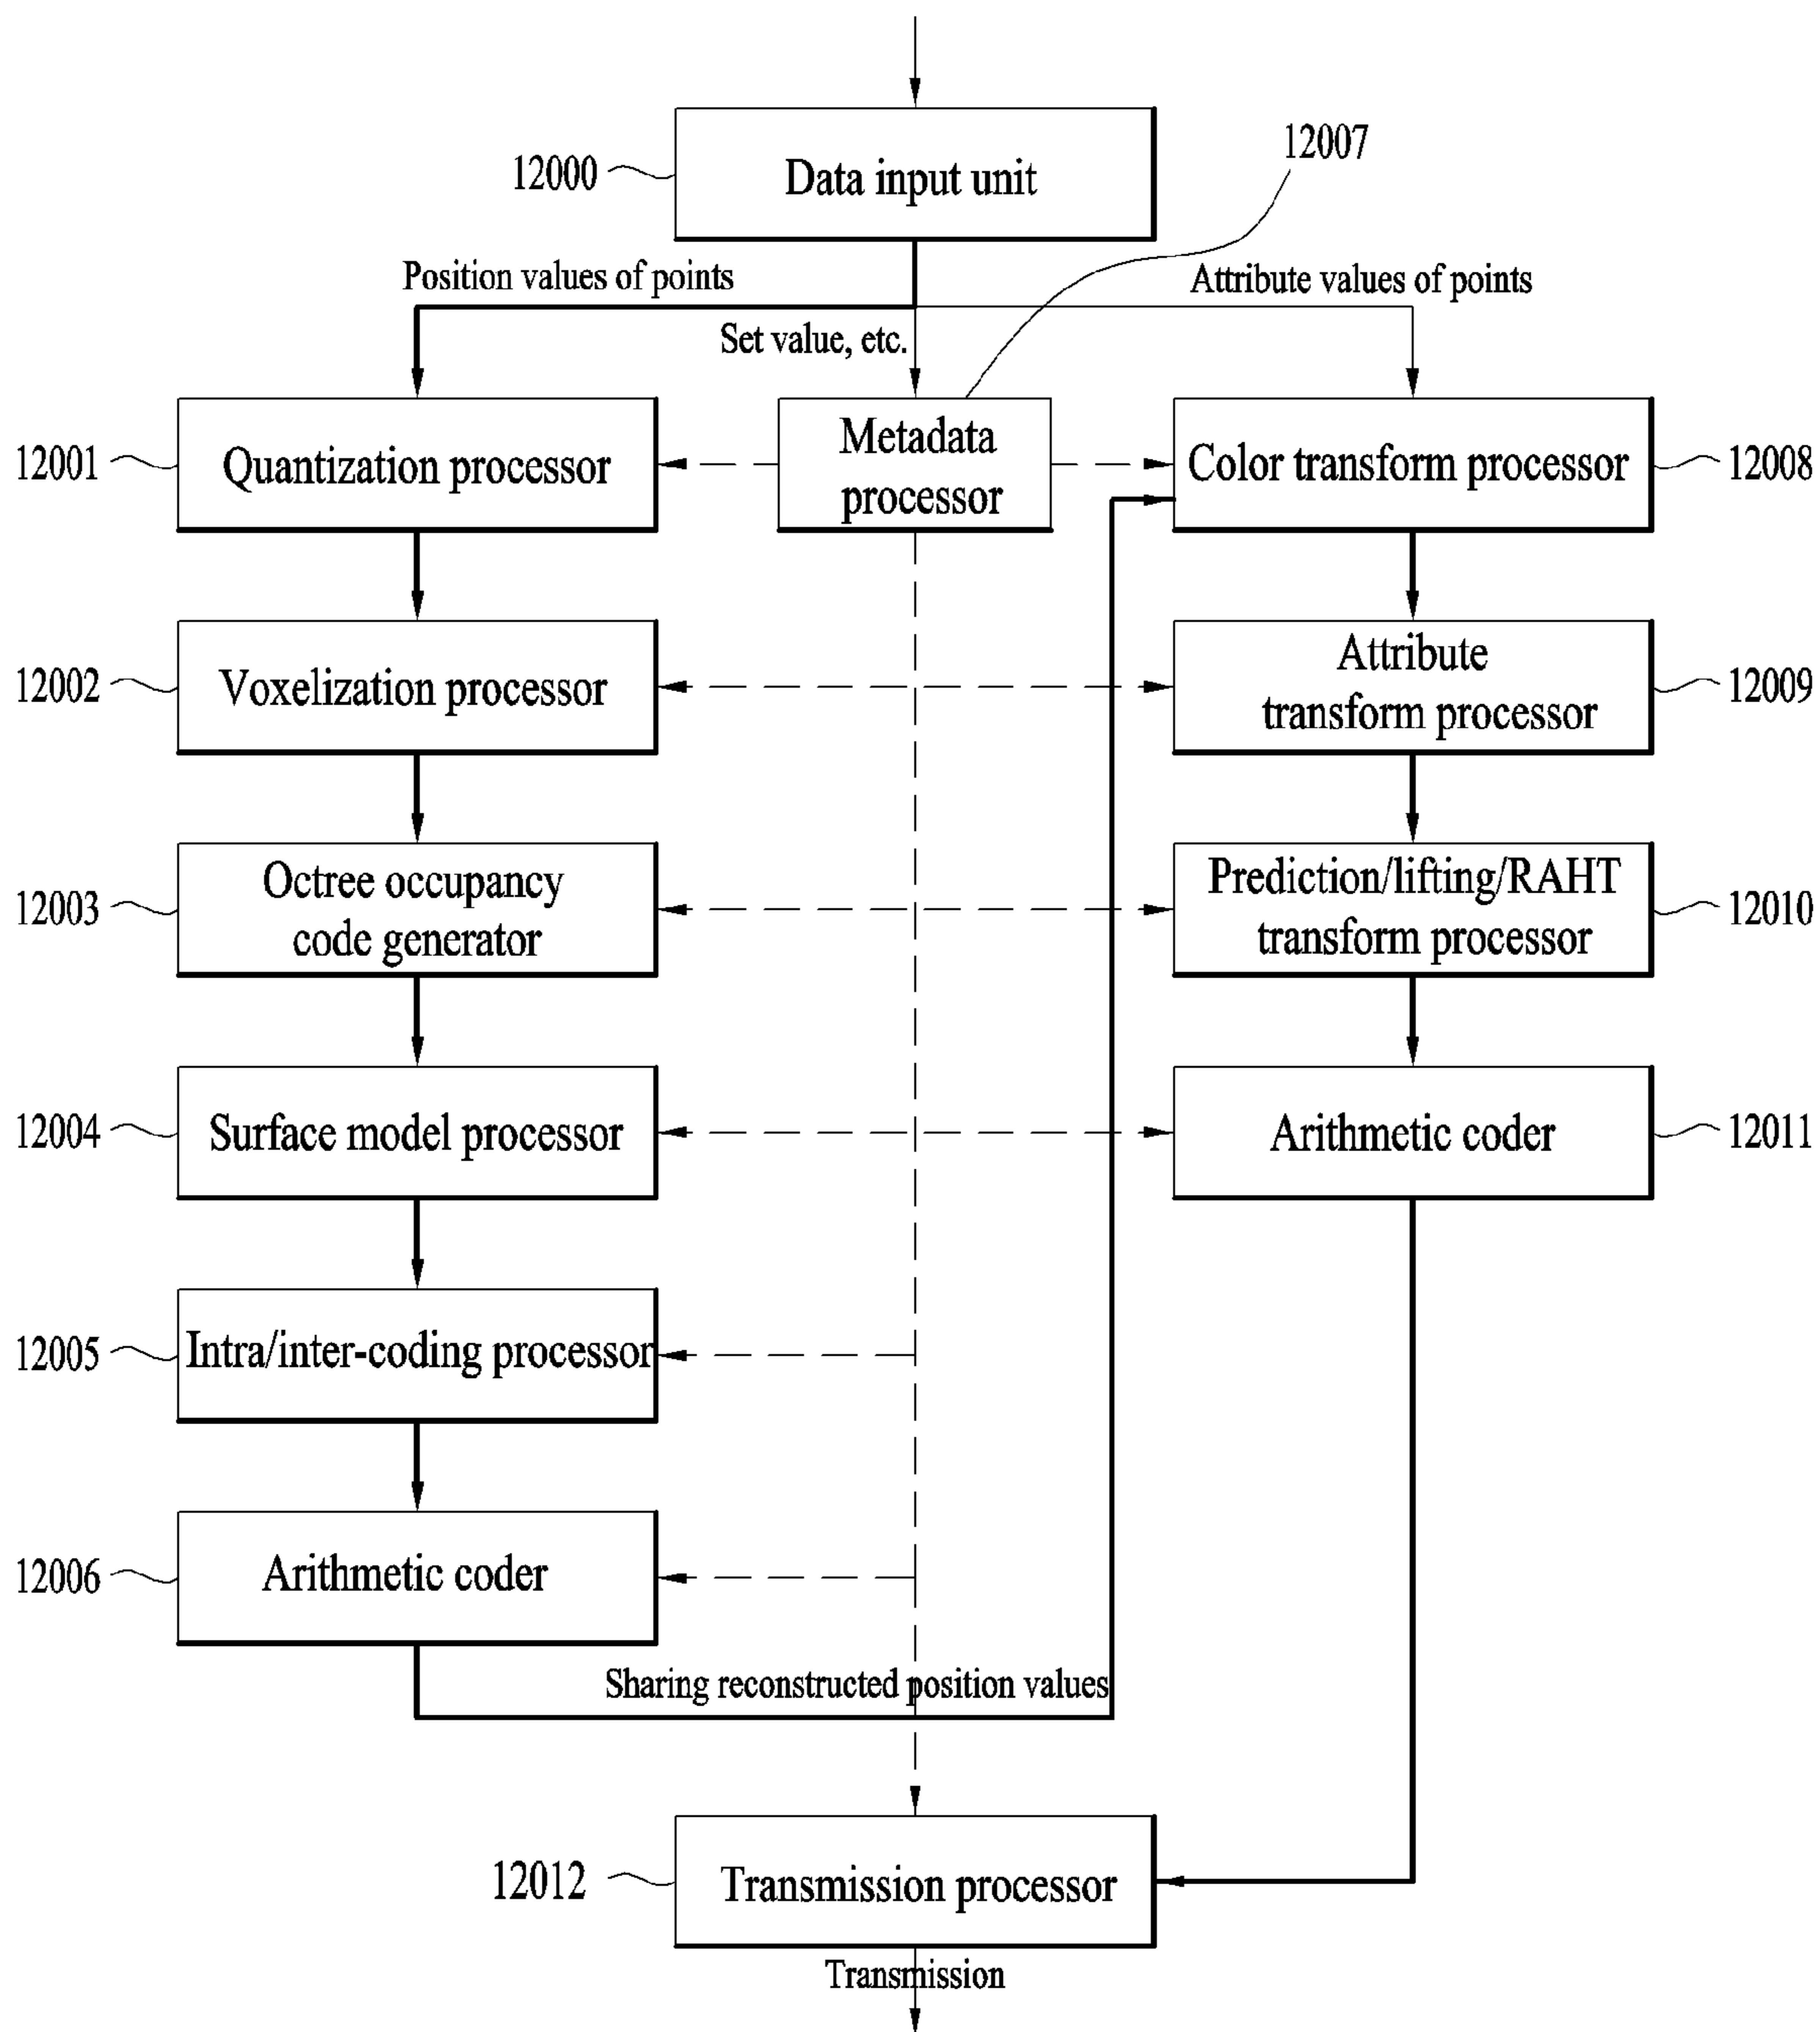 12000
Data input unit
12007
Position values of points
Set value, etc.
Attribute values of points
12001
Quantization processor
Metadata
processor
Color transform processor
12008
12002
Voxelization processor
Attribute
transform processor
12009
12003
Octree occupancy
code generator
Prediction/lifting/RAHT
transform processor
12010
12004
Surface model processor
Arithmetic coder
12011
12005
Intra/inter-coding processor
12006
Arithmetic coder
Sharing reconstructed position values
12012
Transmission processor
Transmission